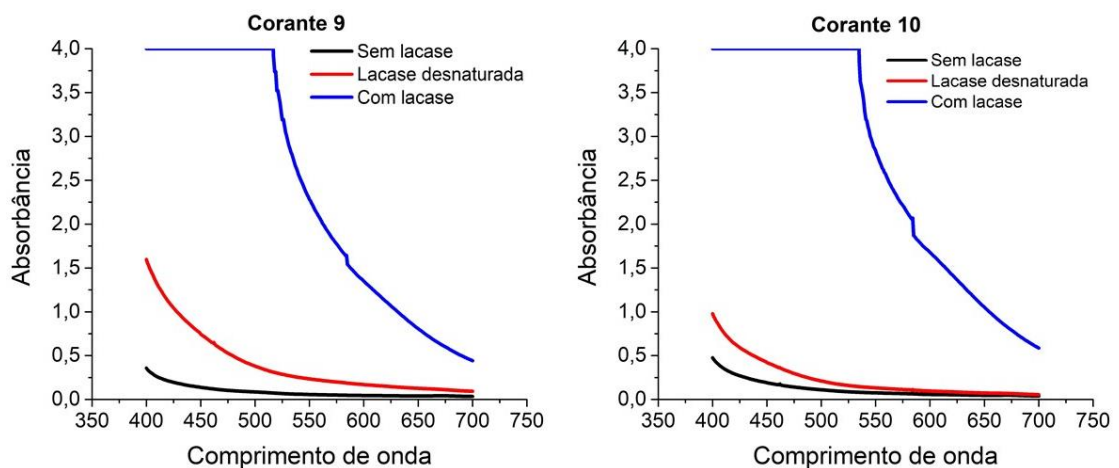 Corante 9
Sem lacase
Lacase desnaturada
Com lacase
4,0
3,5
3,0
2,5
2,0
1,5
1,0
0,5
0,0
Absorbância
350 400 450 500 550 600 650 700 750
Comprimento de onda
Corante 10
Sem lacase
Lacase desnaturada
Com lacase
4,0
3,5
3,0
2,5
2,0
1,5
1,0
0,5
0,0
Absorbância
350 400 450 500 550 600 650 700 750
Comprimento de onda